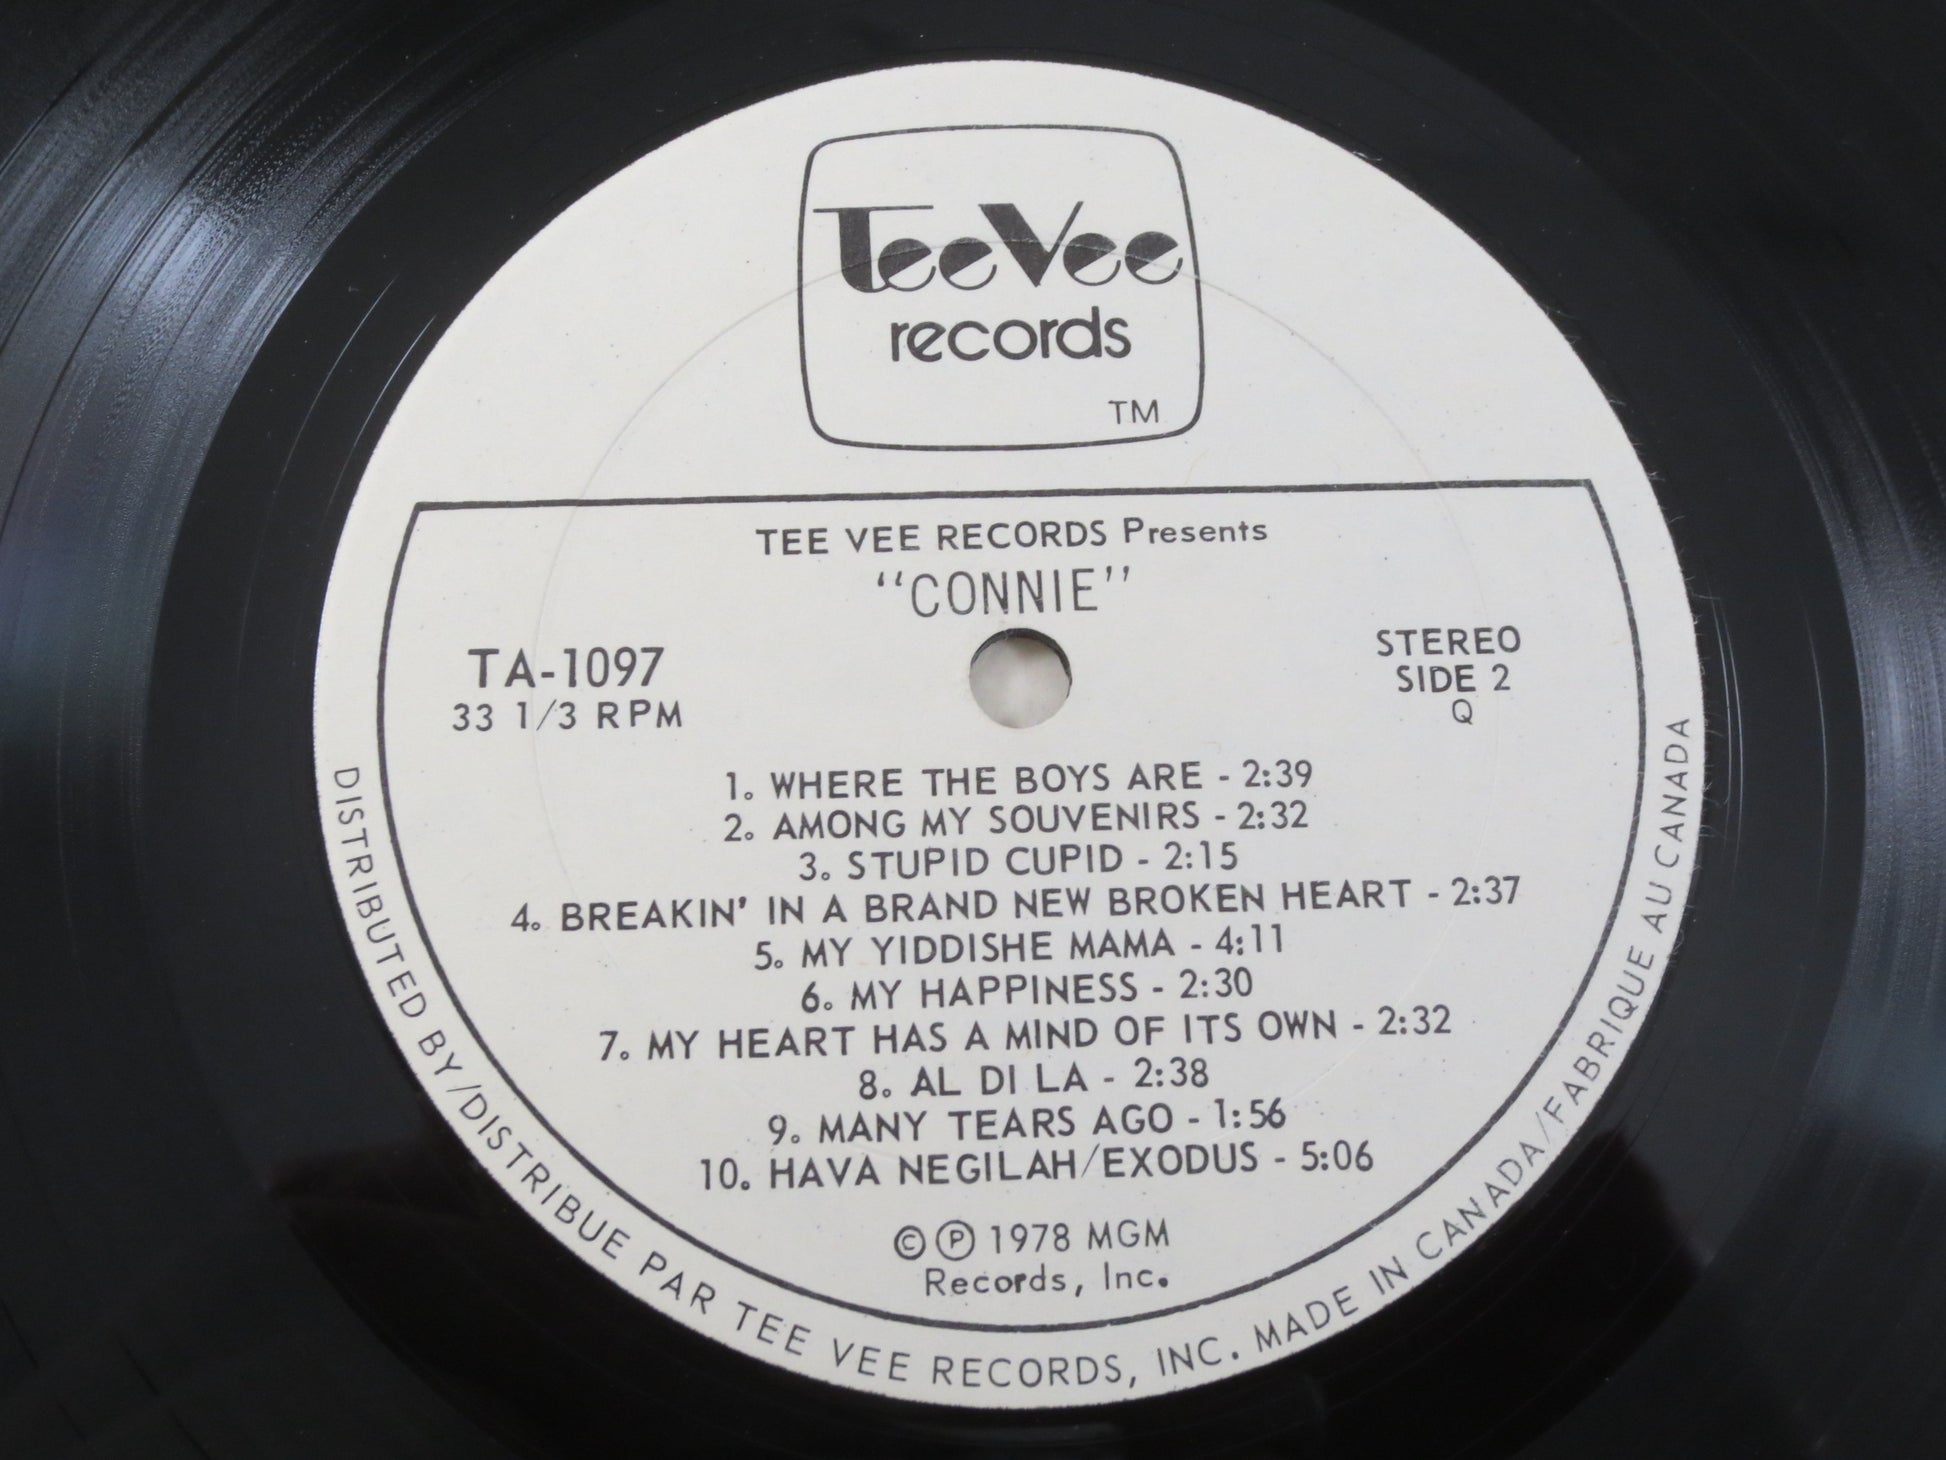 TeeVee
records
TM
TEE VEE RECORDS Presents
"CONNIE"
TA-1097
33 1/3 RPM
STEREO
SIDE 2
Q
1. WHERE THE BOYS ARE - 2:39
2. AMONG MY SOUVENIRS - 2:32
3. STUPID CUPID - 2:15
4. BREAKIN' IN A BRAND NEW BROKEN HEART - 2:37
5. MY YIDDISHE MAMA - 4:11
6. MY HAPPINESS - 2:30
7. MY HEART HAS A MIND OF ITS OWN - 2:32
8. AL DI LA - 2:38
9. MANY TEARS AGO - 1:56
10. HAVA NEGILAH/EXODUS - 5:06
© ℗ 1978 MGM
Records, Inc.
DISTRIBUTED BY/DISTRIBUE PAR TEE VEE RECORDS, INC. MADE IN CANADA/FABRIQUE AU CANADA